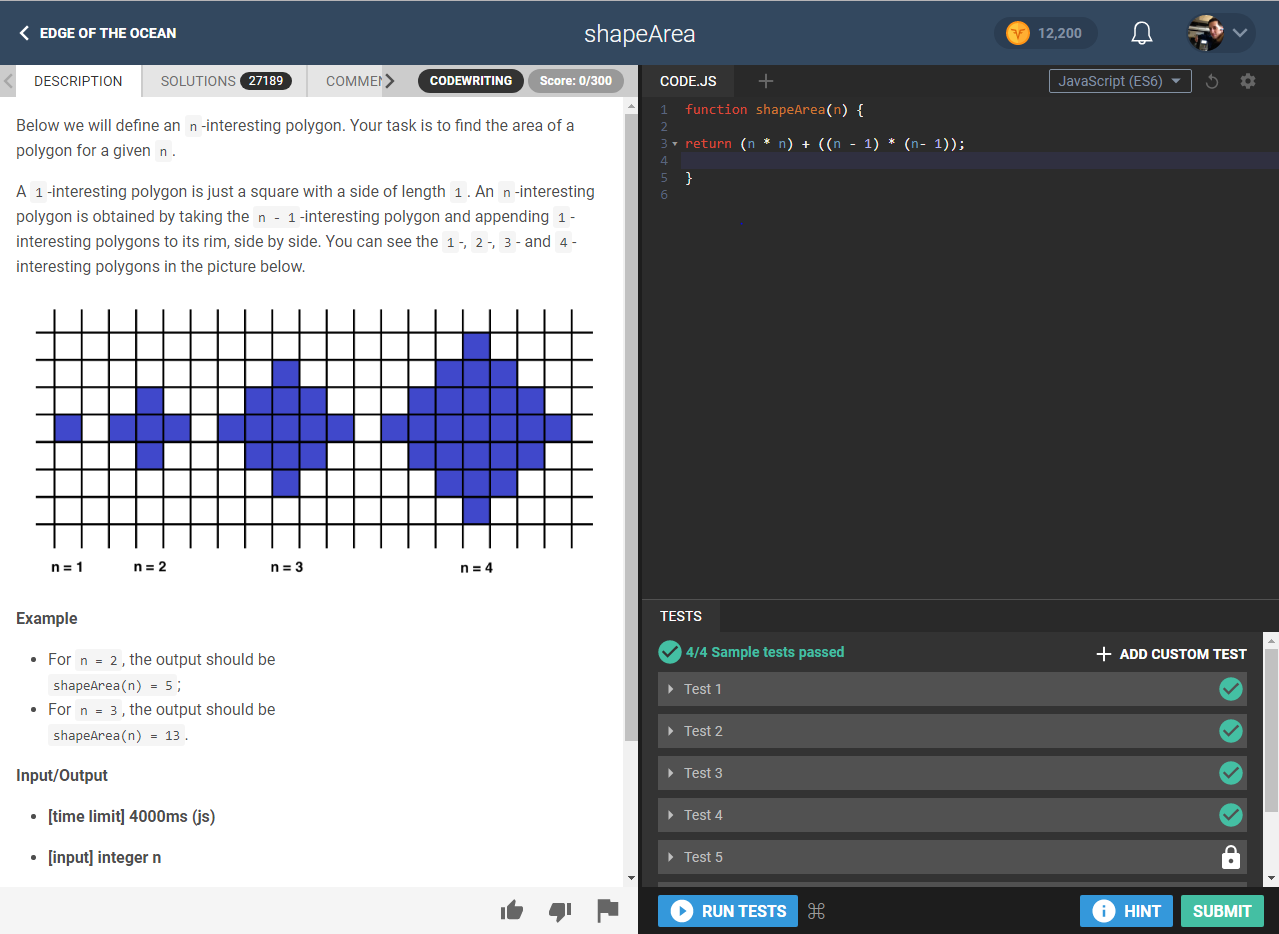 EDGE OF THE OCEAN
shapeArea
12,200
DESCRIPTION
SOLUTIONS 27189
COMMEN
CODEWRITING
Score: 0/300
Below we will define an n-interesting polygon. Your task is to find the area of a
polygon for a given n.
A 1-interesting polygon is just a square with a side of length 1. An n-interesting
polygon is obtained by taking the n - 1-interesting polygon and appending 1-
interesting polygons to its rim, side by side. You can see the 1-, 2-, 3- and 4-
interesting polygons in the picture below.
n = 1 n = 2 n = 3 n = 4
Example
For n = 2, the output should be
shapeArea(n) = 5;
For n = 3, the output should be
shapeArea(n) = 13.
Input/Output
[time limit] 4000ms (js)
[input] integer n
CODE.JS
JavaScript (ES6)
1 function shapeArea(n) {
2
3 return (n * n) + ((n - 1) * (n- 1));
4
5 }
6
TESTS
4/4 Sample tests passed
ADD CUSTOM TEST
Test 1
Test 2
Test 3
Test 4
Test 5
RUN TESTS
HINT
SUBMIT